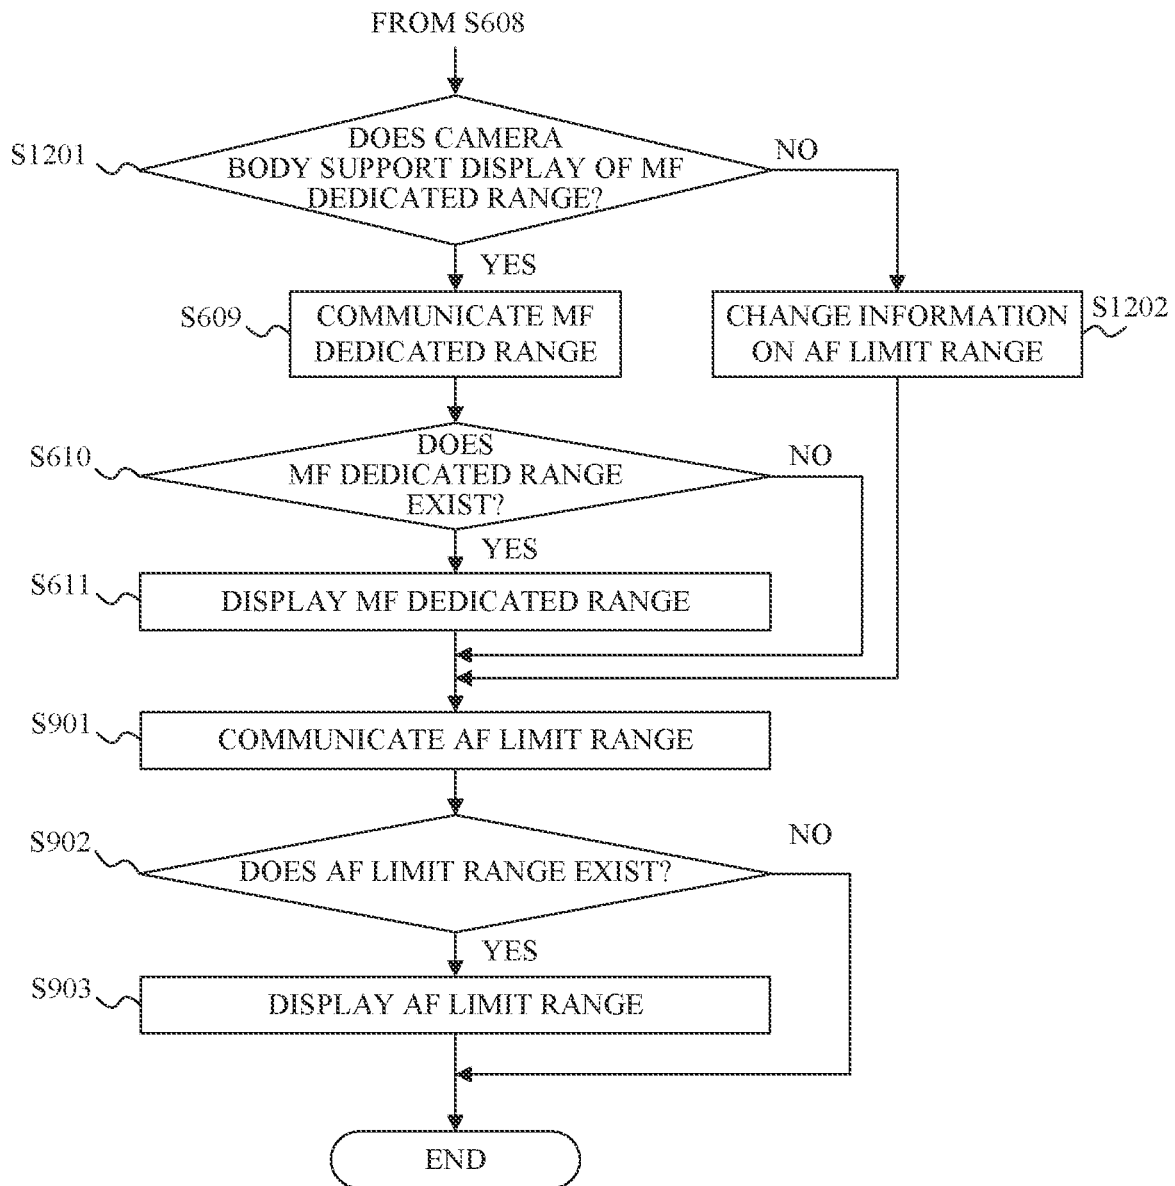 FROM S608
S1201
DOES CAMERA
BODY SUPPORT DISPLAY OF MF
DEDICATED RANGE?
NO
YES
S609
COMMUNICATE MF
DEDICATED RANGE
CHANGE INFORMATION
ON AF LIMIT RANGE
S1202
S610
DOES
MF DEDICATED RANGE
EXIST?
NO
YES
S611
DISPLAY MF DEDICATED RANGE
S901
COMMUNICATE AF LIMIT RANGE
S902
DOES AF LIMIT RANGE EXIST?
NO
YES
S903
DISPLAY AF LIMIT RANGE
END